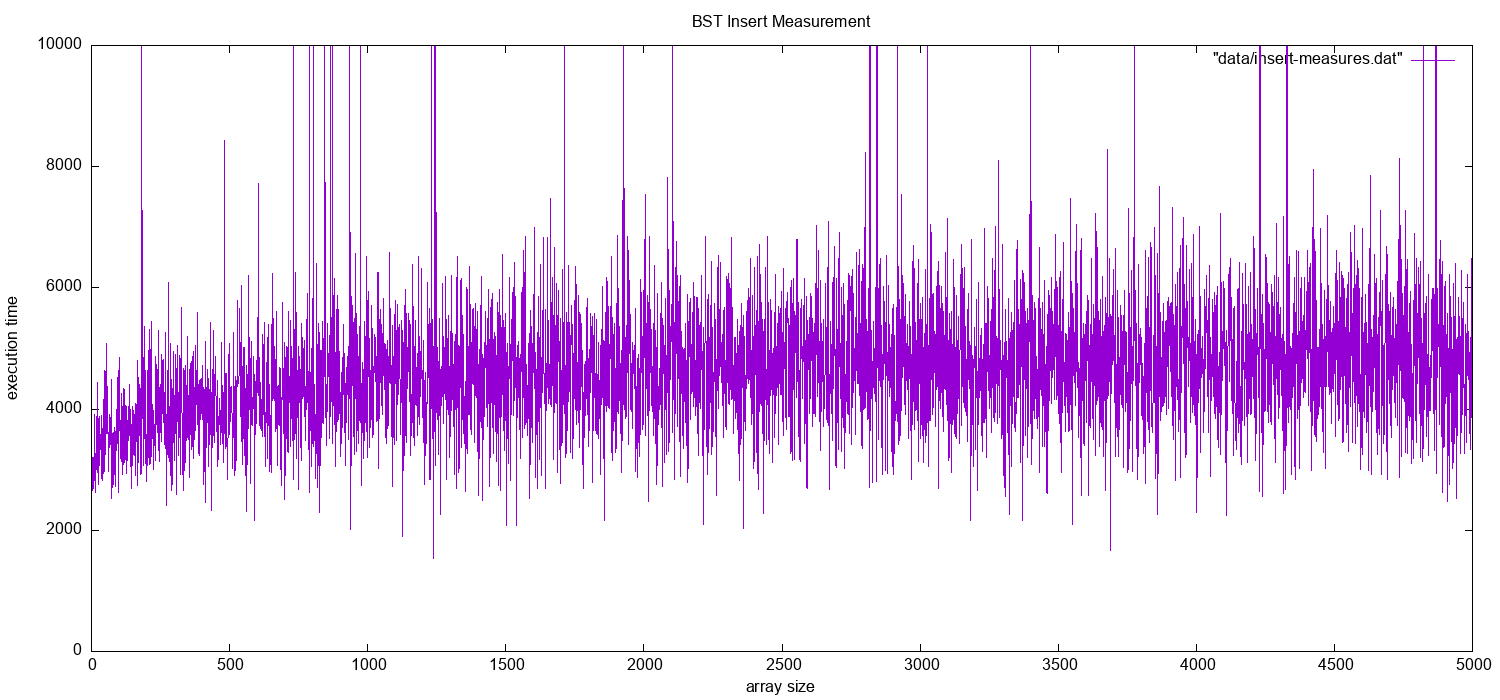 BST Insert Measurement
"data/insert-measures.dat"
10000
8000
6000
4000
2000
0
execution time
0 500 1000 1500 2000 2500 3000 3500 4000 4500 5000
array size